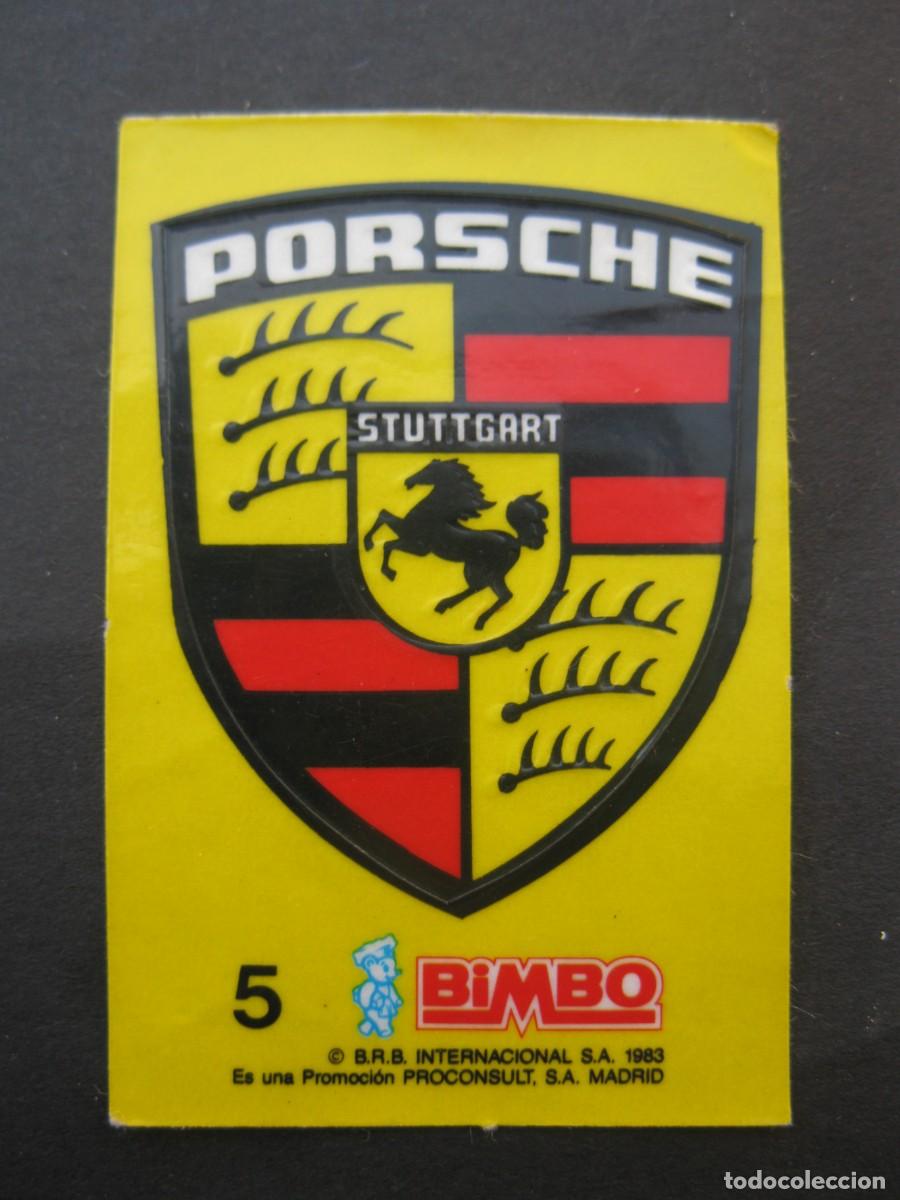 PORSCHE
STUTTGART
5
BiMBO
© B.R.B. INTERNACIONAL S.A. 1983
Es una Promoción PROCONSULT, S.A. MADRID
todocoleccion